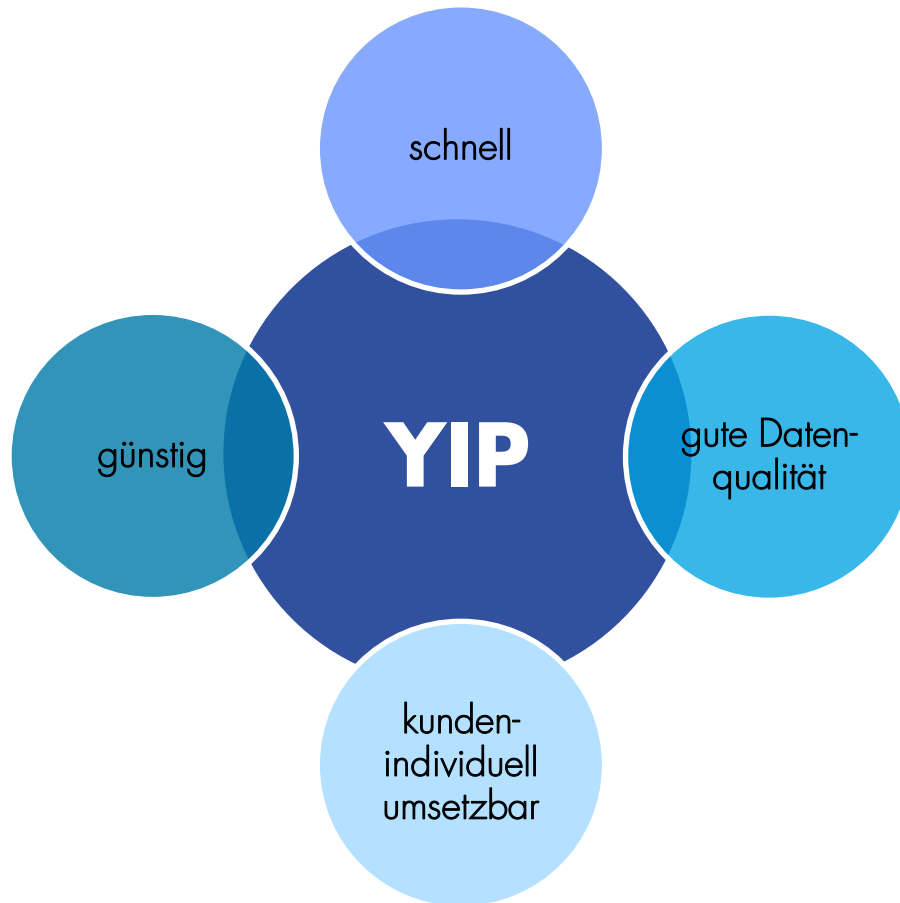 schnell
günstig
YIP
gute Daten-
qualität
kunden-
individuell
umsetzbar